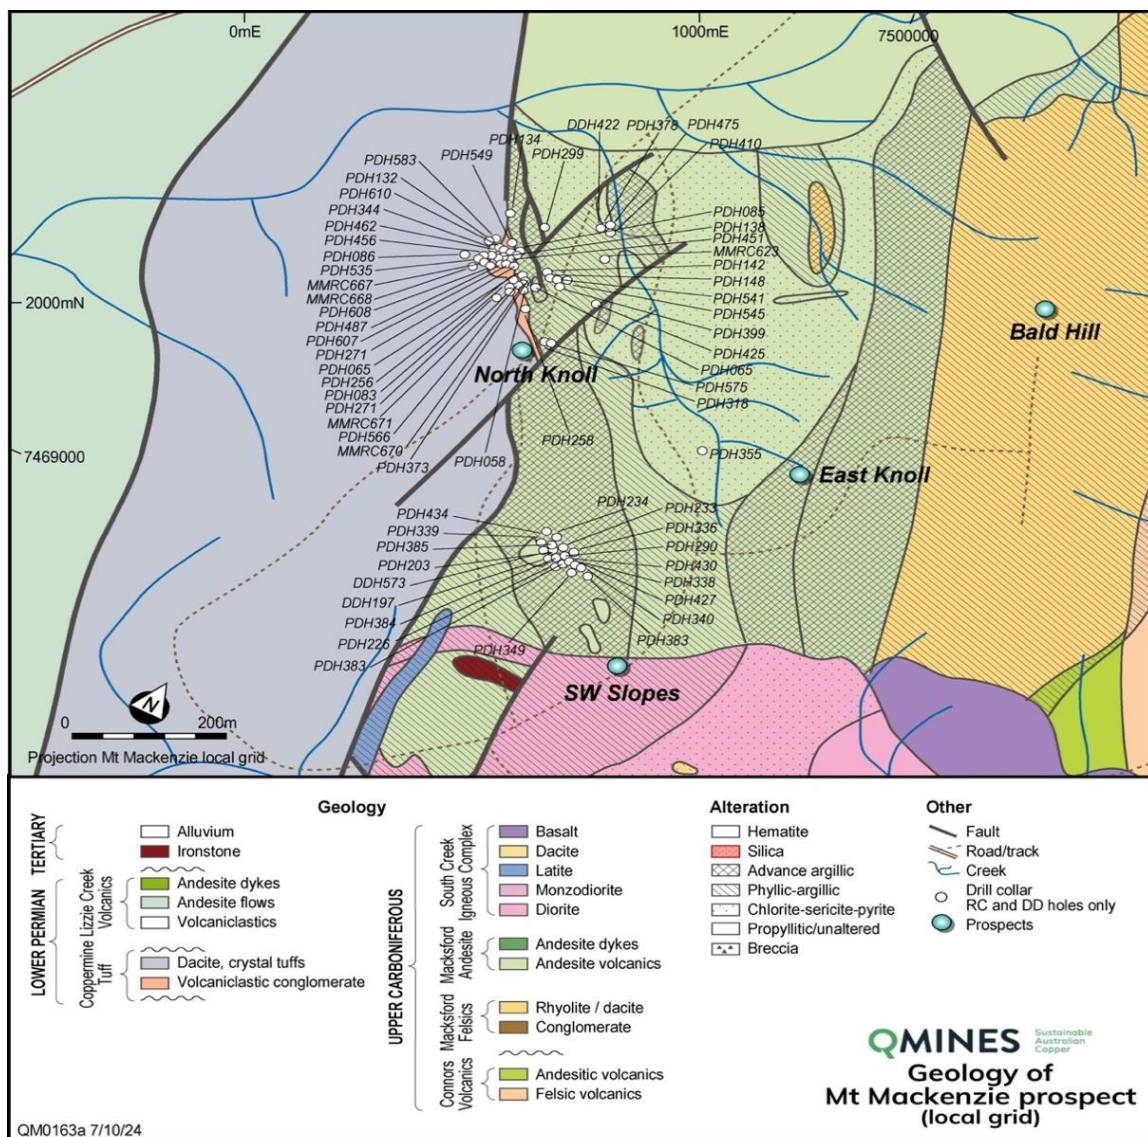 0mE
1000mE
7500000
DDH422
PDH378
PDH475
PDH134
PDH410
PDH549
PDH299
PDH583
PDH132
PDH610
PDH344
PDH462
PDH456
PDH086
PDH535
MMRC667
MMRC668
PDH608
PDH487
PDH607
PDH271
PDH065
PDH256
PDH083
PDH271
MMRC671
PDH566
MMRC670
PDH373
PDH058
PDH258
PDH085
PDH138
PDH451
MMRC623
PDH142
PDH148
PDH541
PDH545
PDH399
PDH425
PDH065
PDH575
PDH318
PDH355
2000mN
7469000
North Knoll
Bald Hill
East Knoll
PDH234
PDH434
PDH339
PDH385
PDH203
DDH573
DDH197
PDH384
PDH226
PDH383
PDH349
PDH233
PDH336
PDH290
PDH430
PDH338
PDH427
PDH340
PDH383
SW Slopes
N
0 200m
Projection Mt Mackenzie local grid
Geology
TERTIARY
Alluvium
Ironstone
LOWER PERMIAN
Lizzie Creek
Volcanics
Andesite dykes
Andesite flows
Volcaniclastics
Coppermine
Tuff
Dacite, crystal tuffs
Volcaniclastic conglomerate
UPPER CARBONIFEROUS
South Creek
Igneous Complex
Basalt
Dacite
Latite
Monzodiorite
Diorite
Macksford
Andesite
Andesite dykes
Andesite volcanics
Macksford
Felsics
Rhyolite / dacite
Conglomerate
Connors
Volcanics
Andesitic volcanics
Felsic volcanics
Alteration
Hematite
Silica
Advance argillic
Phyllic-argillic
Chlorite-sericite-pyrite
Propyllitic/unaltered
Breccia
Other
Fault
Road/track
Creek
Drill collar
RC and DD holes only
Prospects
QMINES
Sustainable
Australian
Copper
Geology of
Mt Mackenzie prospect
(local grid)
QM0163a 7/10/24